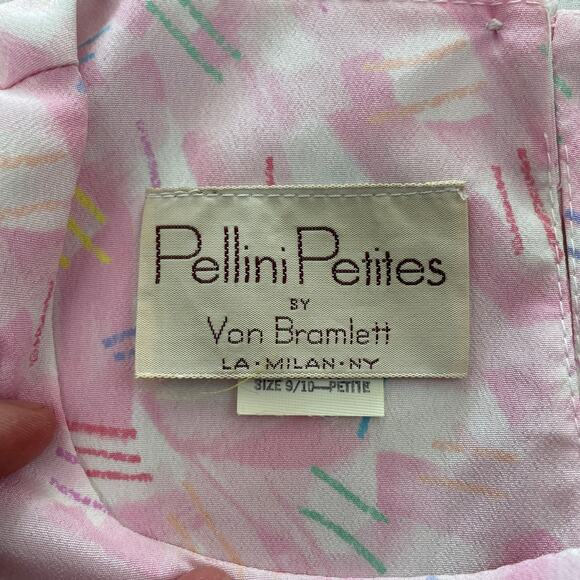 Pellini Petites
BY
Von Bramlett
LA·MILAN·NY
SIZE 9/10—PETITE